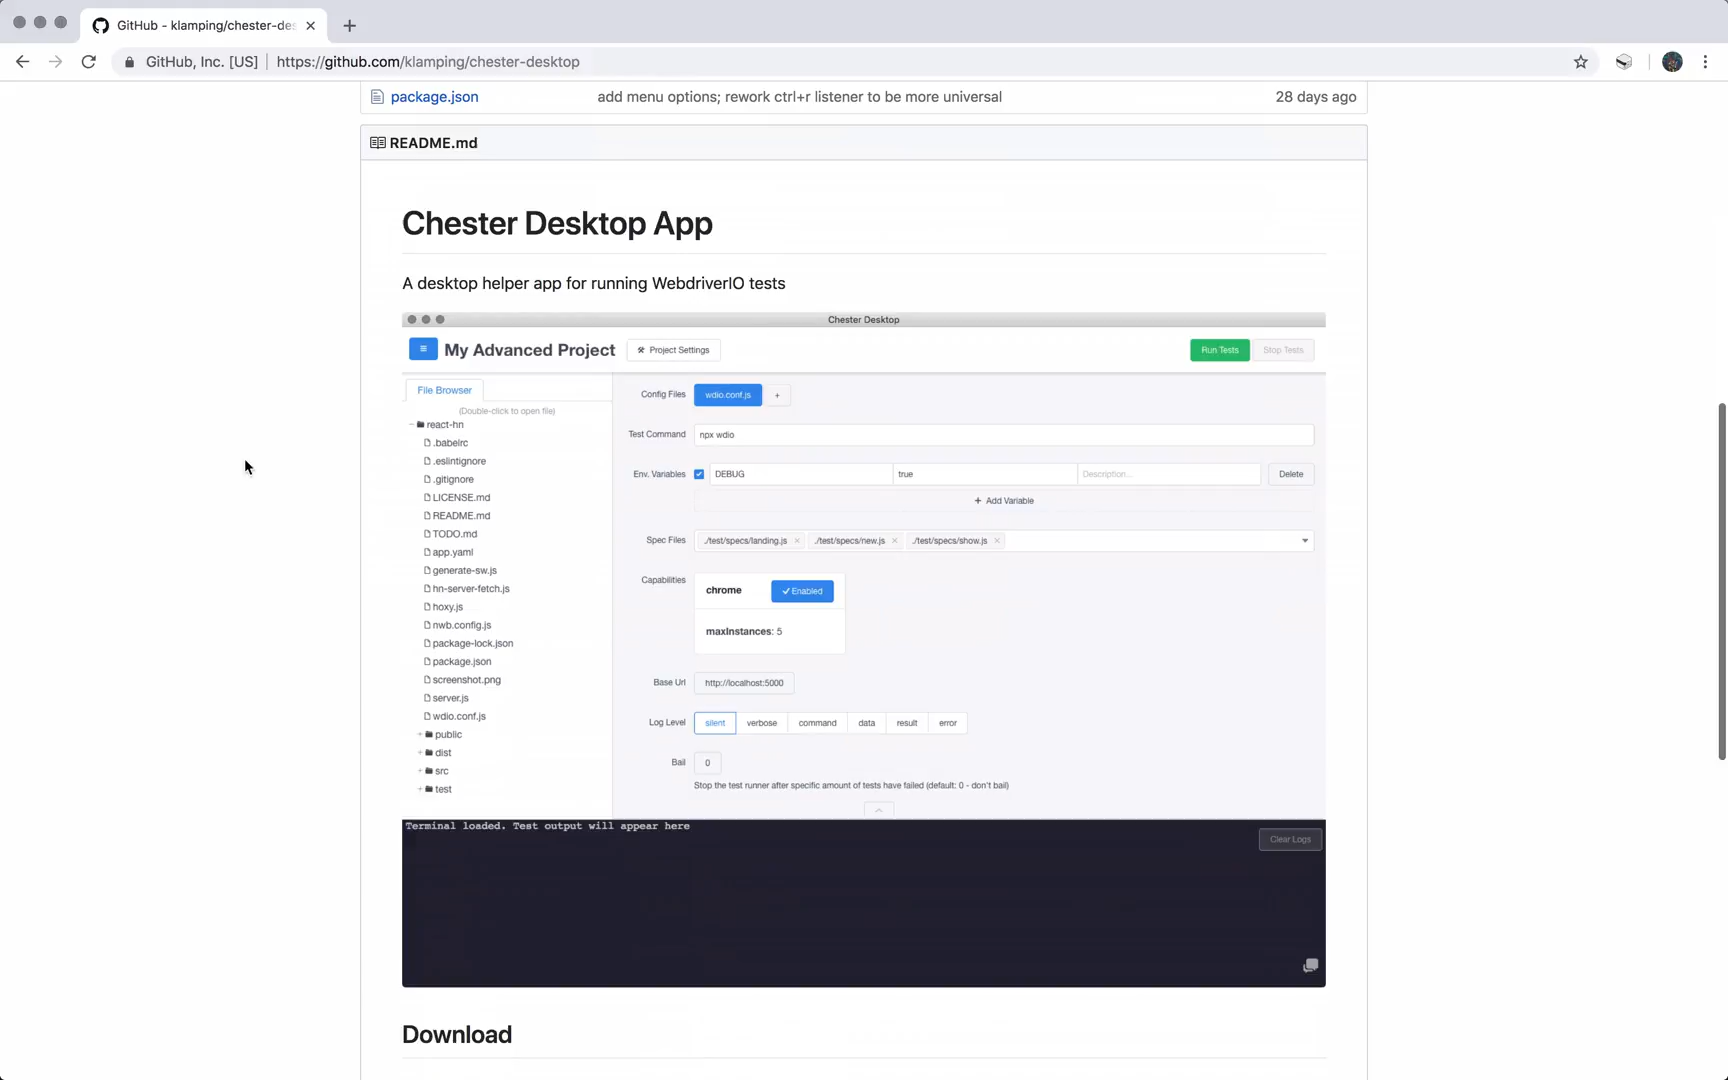 GitHub - klamping/chester-des
GitHub, Inc. [US] | https://github.com/klamping/chester-desktop
package.json add menu options; rework ctrl+r listener to be more universal 28 days ago
README.md
Chester Desktop App
A desktop helper app for running WebdriverIO tests
Chester Desktop
My Advanced Project Project Settings Run Tests Stop Tests
File Browser
(Double-click to open file)
react-hn
.babelrc
.eslintignore
.gitignore
LICENSE.md
README.md
TODO.md
app.yaml
generate-sw.js
hn-server-fetch.js
hoxy.js
nwb.config.js
package-lock.json
package.json
screenshot.png
server.js
wdio.conf.js
public
dist
src
test
Config Files wdio.conf.js +
Test Command npx wdio
Env. Variables DEBUG true Description... Delete
+ Add Variable
Spec Files ./test/specs/landing.js × ./test/specs/new.js × ./test/specs/show.js ×
Capabilities chrome Enabled
maxInstances: 5
Base Url http://localhost:5000
Log Level silent verbose command data result error
Bail 0
Stop the test runner after specific amount of tests have failed (default: 0 - don't bail)
Terminal loaded. Test output will appear here
Clear Logs
Download